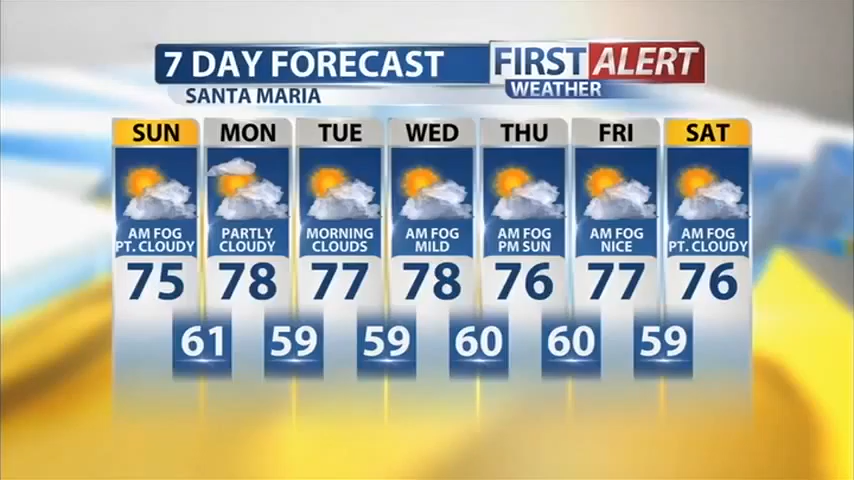 7 DAY FORECAST
FIRST ALERT
WEATHER
SANTA MARIA
SUN MON TUE WED THU FRI SAT
AM FOG PARTLY MORNING AM FOG AM FOG AM FOG AM FOG
PT. CLOUDY CLOUDY CLOUDS MILD PM SUN NICE PT. CLOUDY
75 78 77 78 76 77 76
61 59 59 60 60 59